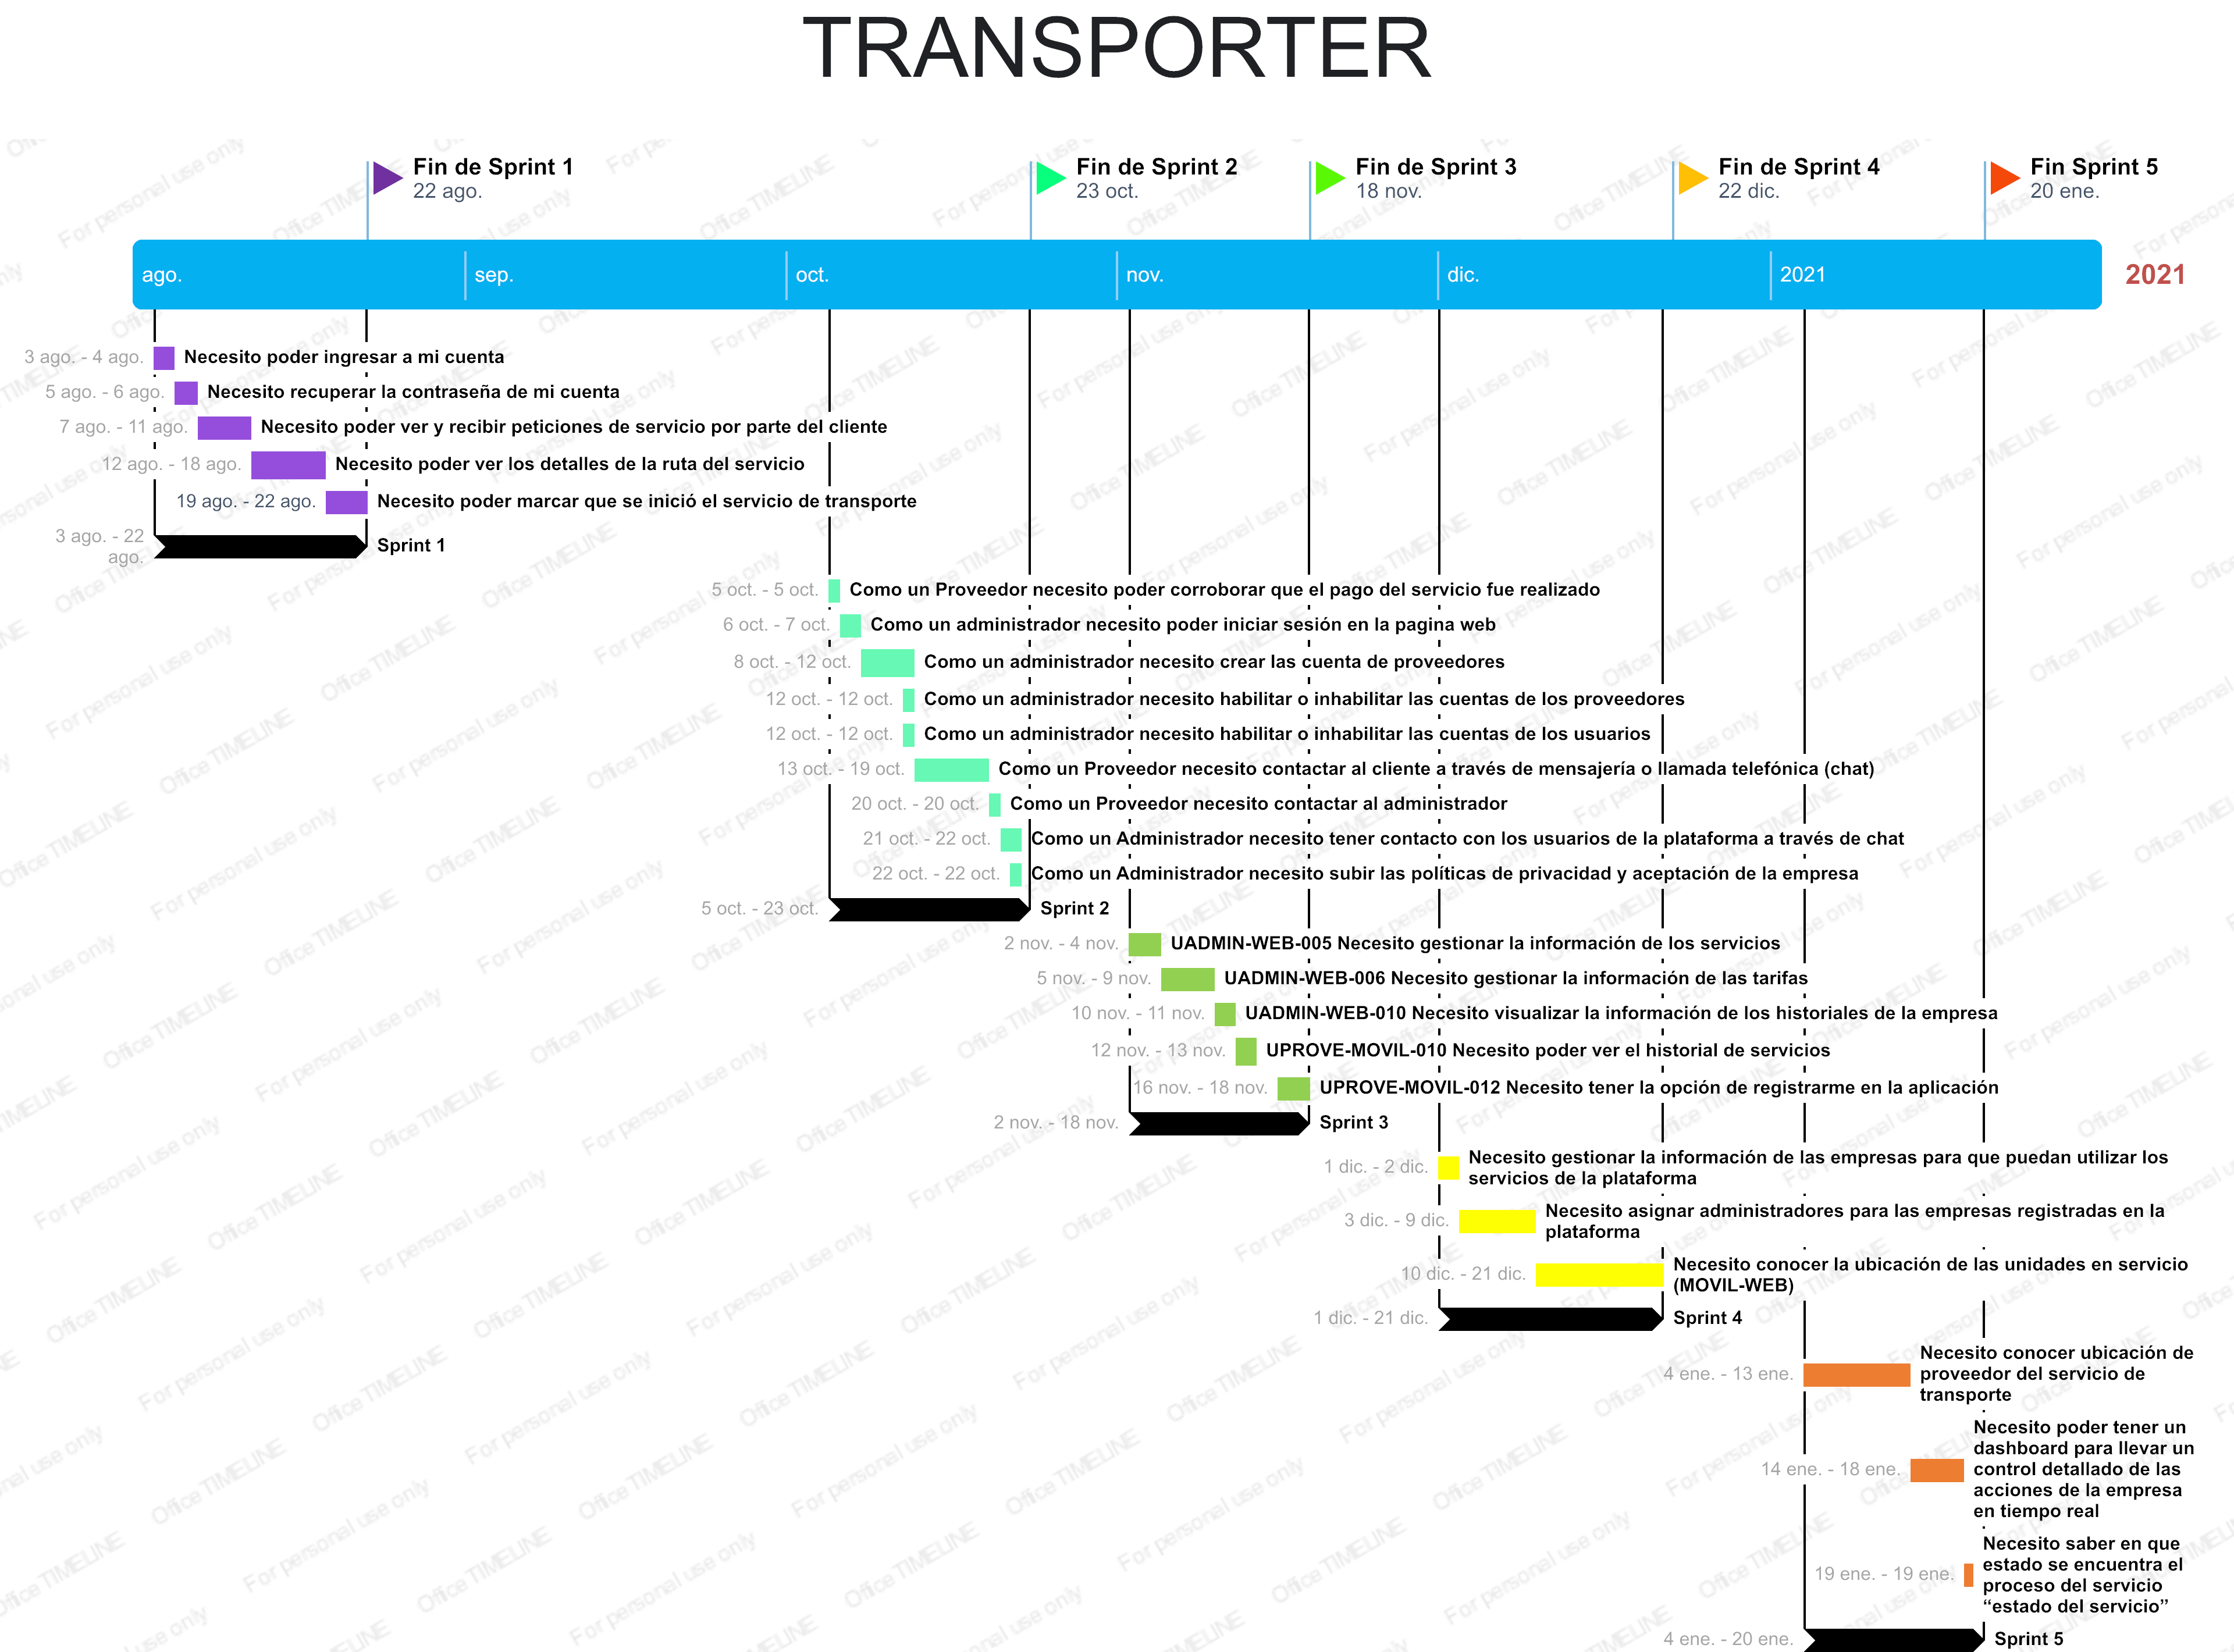 TRANSPORTER
Fin de Sprint 1
22 ago.
Fin de Sprint 2
23 oct.
Fin de Sprint 3
18 nov.
Fin de Sprint 4
22 dic.
Fin Sprint 5
20 ene.
ago.
sep.
oct.
nov.
dic.
2021
2021
3 ago. - 4 ago.
Necesito poder ingresar a mi cuenta
5 ago. - 6 ago.
Necesito recuperar la contraseña de mi cuenta
7 ago. - 11 ago.
Necesito poder ver y recibir peticiones de servicio por parte del cliente
12 ago. - 18 ago.
Necesito poder ver los detalles de la ruta del servicio
19 ago. - 22 ago.
Necesito poder marcar que se inició el servicio de transporte
3 ago. - 22
ago.
Sprint 1
5 oct. - 5 oct.
Como un Proveedor necesito poder corroborar que el pago del servicio fue realizado
6 oct. - 7 oct.
Como un administrador necesito poder iniciar sesión en la pagina web
8 oct. - 12 oct.
Como un administrador necesito crear las cuenta de proveedores
12 oct. - 12 oct.
Como un administrador necesito habilitar o inhabilitar las cuentas de los proveedores
12 oct. - 12 oct.
Como un administrador necesito habilitar o inhabilitar las cuentas de los usuarios
13 oct. - 19 oct.
Como un Proveedor necesito contactar al cliente a través de mensajería o llamada telefónica (chat)
20 oct. - 20 oct.
Como un Proveedor necesito contactar al administrador
21 oct. - 22 oct.
Como un Administrador necesito tener contacto con los usuarios de la plataforma a través de chat
22 oct. - 22 oct.
Como un Administrador necesito subir las políticas de privacidad y aceptación de la empresa
5 oct. - 23 oct.
Sprint 2
2 nov. - 4 nov.
UADMIN-WEB-005 Necesito gestionar la información de los servicios
5 nov. - 9 nov.
UADMIN-WEB-006 Necesito gestionar la información de las tarifas
10 nov. - 11 nov.
UADMIN-WEB-010 Necesito visualizar la información de los historiales de la empresa
12 nov. - 13 nov.
UPROVE-MOVIL-010 Necesito poder ver el historial de servicios
16 nov. - 18 nov.
UPROVE-MOVIL-012 Necesito tener la opción de registrarme en la aplicación
2 nov. - 18 nov.
Sprint 3
1 dic. - 2 dic.
Necesito gestionar la información de las empresas para que puedan utilizar los
servicios de la plataforma
3 dic. - 9 dic.
Necesito asignar administradores para las empresas registradas en la
plataforma
10 dic. - 21 dic.
Necesito conocer la ubicación de las unidades en servicio
(MOVIL-WEB)
1 dic. - 21 dic.
Sprint 4
4 ene. - 13 ene.
Necesito conocer ubicación de
proveedor del servicio de
transporte
14 ene. - 18 ene.
Necesito poder tener un
dashboard para llevar un
control detallado de las
acciones de la empresa
en tiempo real
19 ene. - 19 ene.
Necesito saber en que
estado se encuentra el
proceso del servicio
“estado del servicio”
4 ene. - 20 ene.
Sprint 5
Office TIMELINE
For personal use only